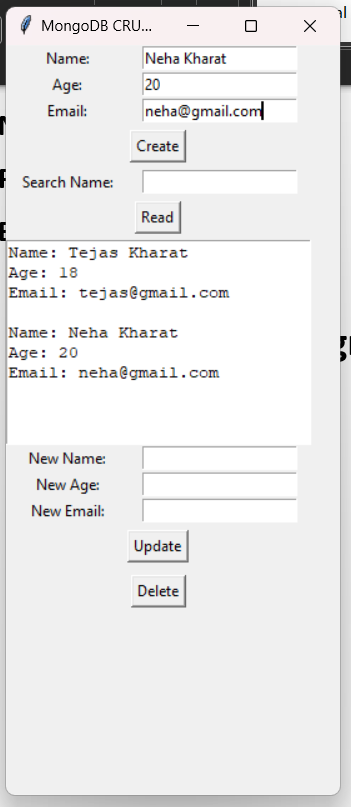 MongoDB CRU...
Name: Neha Kharat
Age: 20
Email: neha@gmail.com
Create
Search Name:
Read
Name: Tejas Kharat
Age: 18
Email: tejas@gmail.com
Name: Neha Kharat
Age: 20
Email: neha@gmail.com
New Name:
New Age:
New Email:
Update
Delete